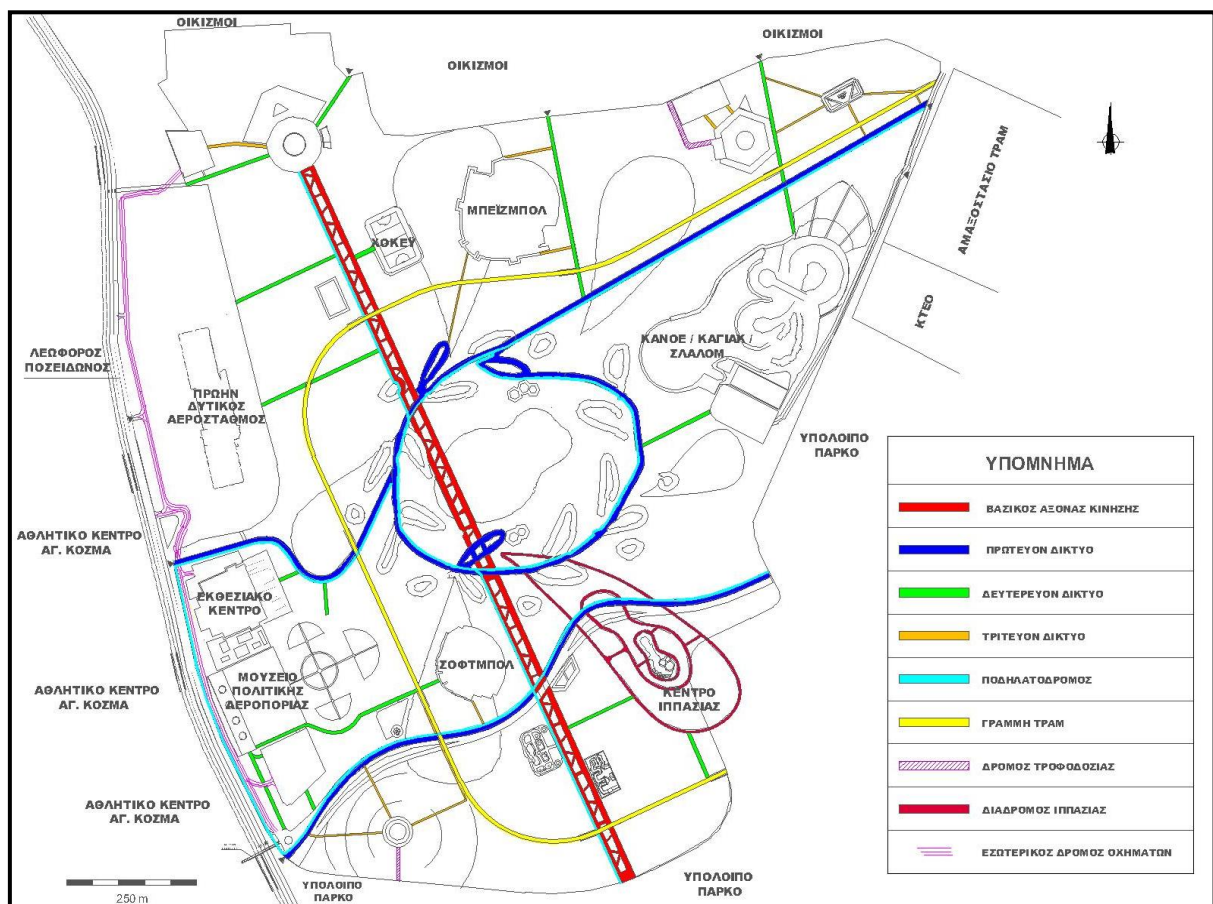 ΟΙΚΙΣΜΟΙ
ΟΙΚΙΣΜΟΙ
ΟΙΚΙΣΜΟΙ
ΑΜΑΞΟΣΤΑΣΙΟ ΤΡΑΜ
ΚΤΕΟ
ΜΠΕΪΖΜΠΟΛ
ΧΟΚΕΥ
ΚΑΝΟΕ / ΚΑΓΙΑΚ /
ΣΛΑΛΟΜ
ΛΕΩΦΟΡΟΣ
ΠΟΣΕΙΔΩΝΟΣ
ΠΡΩΗΝ
ΔΥΤΙΚΟΣ
ΑΕΡΟΣΤΑΘΜΟΣ
ΥΠΟΛΟΙΠΟ
ΠΑΡΚΟ
ΑΘΛΗΤΙΚΟ ΚΕΝΤΡΟ
ΑΓ. ΚΟΣΜΑ
ΕΚΘΕΣΙΑΚΟ
ΚΕΝΤΡΟ
ΣΟΦΤΜΠΟΛ
ΜΟΥΣΕΙΟ
ΠΟΛΙΤΙΚΗΣ
ΑΕΡΟΠΟΡΙΑΣ
ΚΕΝΤΡΟ
ΙΠΠΑΣΙΑΣ
ΑΘΛΗΤΙΚΟ ΚΕΝΤΡΟ
ΑΓ. ΚΟΣΜΑ
ΑΘΛΗΤΙΚΟ ΚΕΝΤΡΟ
ΑΓ. ΚΟΣΜΑ
ΥΠΟΛΟΙΠΟ
ΠΑΡΚΟ
ΥΠΟΛΟΙΠΟ
ΠΑΡΚΟ
250 m
ΥΠΟΜΝΗΜΑ
ΒΑΣΙΚΟΣ ΑΞΟΝΑΣ ΚΙΝΗΣΗΣ
ΠΡΩΤΕΥΟΝ ΔΙΚΤΥΟ
ΔΕΥΤΕΡΕΥΟΝ ΔΙΚΤΥΟ
ΤΡΙΤΕΥΟΝ ΔΙΚΤΥΟ
ΠΟΔΗΛΑΤΟΔΡΟΜΟΣ
ΓΡΑΜΜΗ ΤΡΑΜ
ΔΡΟΜΟΣ ΤΡΟΦΟΔΟΣΙΑΣ
ΔΙΑΔΡΟΜΟΣ ΙΠΠΑΣΙΑΣ
ΕΣΩΤΕΡΙΚΟΣ ΔΡΟΜΟΣ ΟΧΗΜΑΤΩΝ